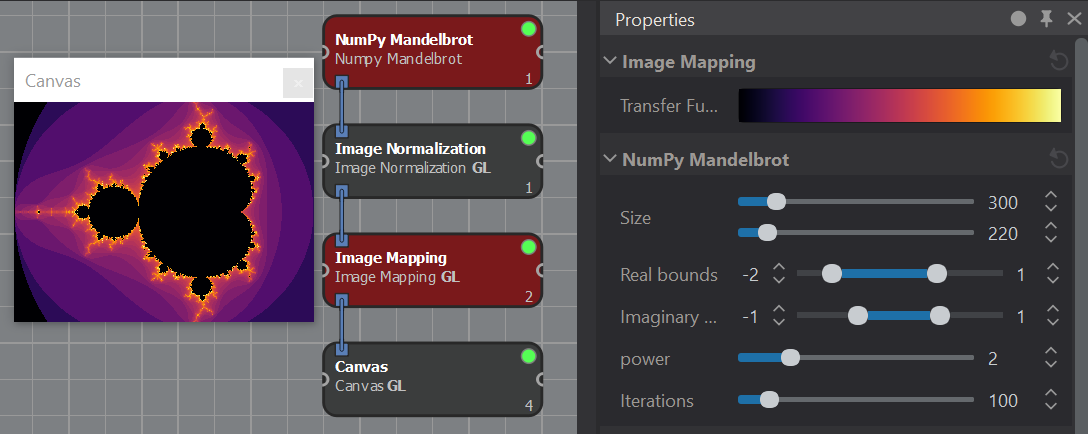 Canvas
NumPy Mandelbrot
Numpy Mandelbrot
1
Image Normalization
Image Normalization GL
1
Image Mapping
Image Mapping GL
2
Canvas
Canvas GL
4
Properties
Image Mapping
Transfer Fu...
NumPy Mandelbrot
Size
300
220
Real bounds -2 1
Imaginary ... -1 1
power 2
Iterations 100